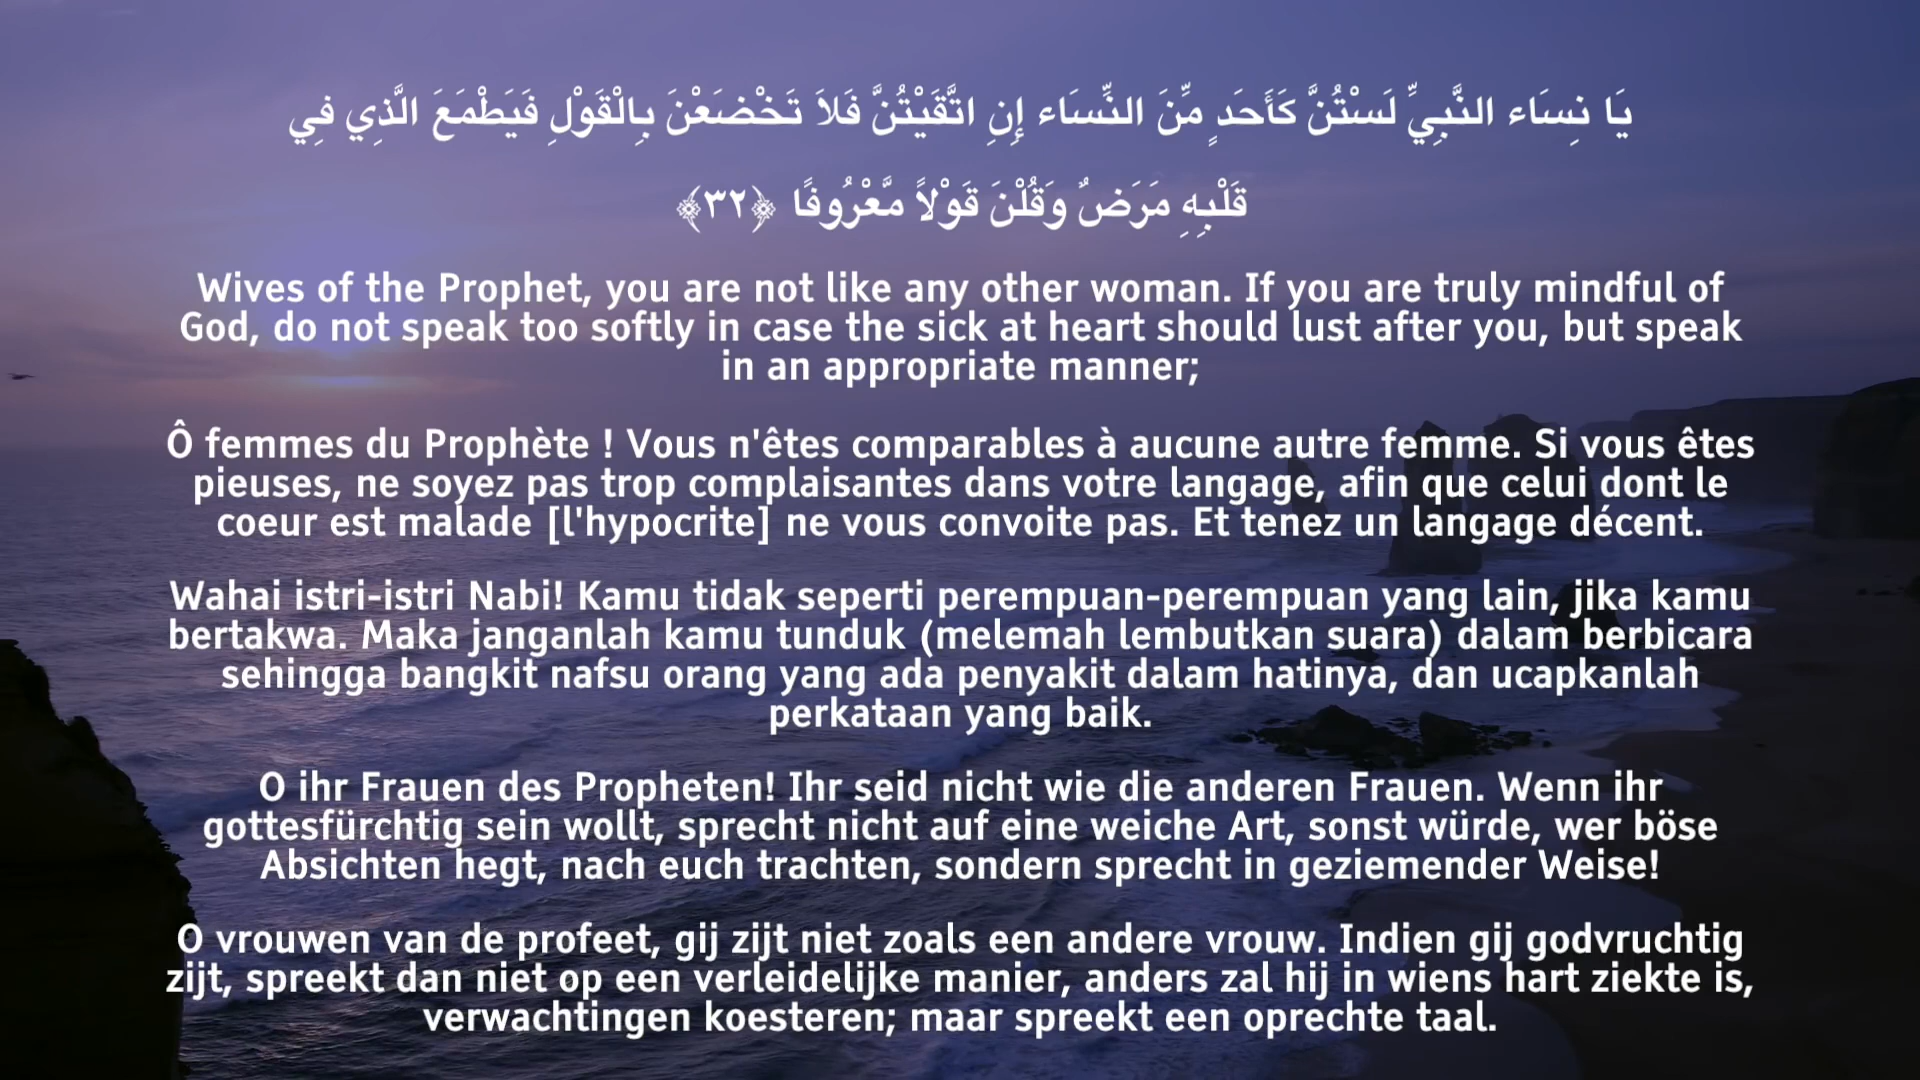 يَا نِسَاء النَّبِيِّ لَسْتُنَّ كَأَحَدٍ مِّنَ النِّسَاء إِنِ اتَّقَيْتُنَّ فَلَا تَخْضَعْنَ بِالْقَوْلِ فَيَطْمَعَ الَّذِي فِي
قَلْبِهِ مَرَضٌ وَقُلْنَ قَوْلاً مَّعْرُوفًا ﴿٣٢﴾
Wives of the Prophet, you are not like any other woman. If you are truly mindful of
God, do not speak too softly in case the sick at heart should lust after you, but speak
in an appropriate manner;
Ô femmes du Prophète ! Vous n'êtes comparables à aucune autre femme. Si vous êtes
pieuses, ne soyez pas trop complaisantes dans votre langage, afin que celui dont le
coeur est malade [l'hypocrite] ne vous convoite pas. Et tenez un langage décent.
Wahai istri-istri Nabi! Kamu tidak seperti perempuan-perempuan yang lain, jika kamu
bertakwa. Maka janganlah kamu tunduk (melemah lembutkan suara) dalam berbicara
sehingga bangkit nafsu orang yang ada penyakit dalam hatinya, dan ucapkanlah
perkataan yang baik.
O ihr Frauen des Propheten! Ihr seid nicht wie die anderen Frauen. Wenn ihr
gottesfürchtig sein wollt, sprecht nicht auf eine weiche Art, sonst würde, wer böse
Absichten hegt, nach euch trachten, sondern sprecht in geziemender Weise!
O vrouwen van de profeet, gij zijt niet zoals een andere vrouw. Indien gij godvruchtig
zijt, spreekt dan niet op een verleidelijke manier, anders zal hij in wiens hart ziekte is,
verwachtingen koesteren; maar spreekt een oprechte taal.